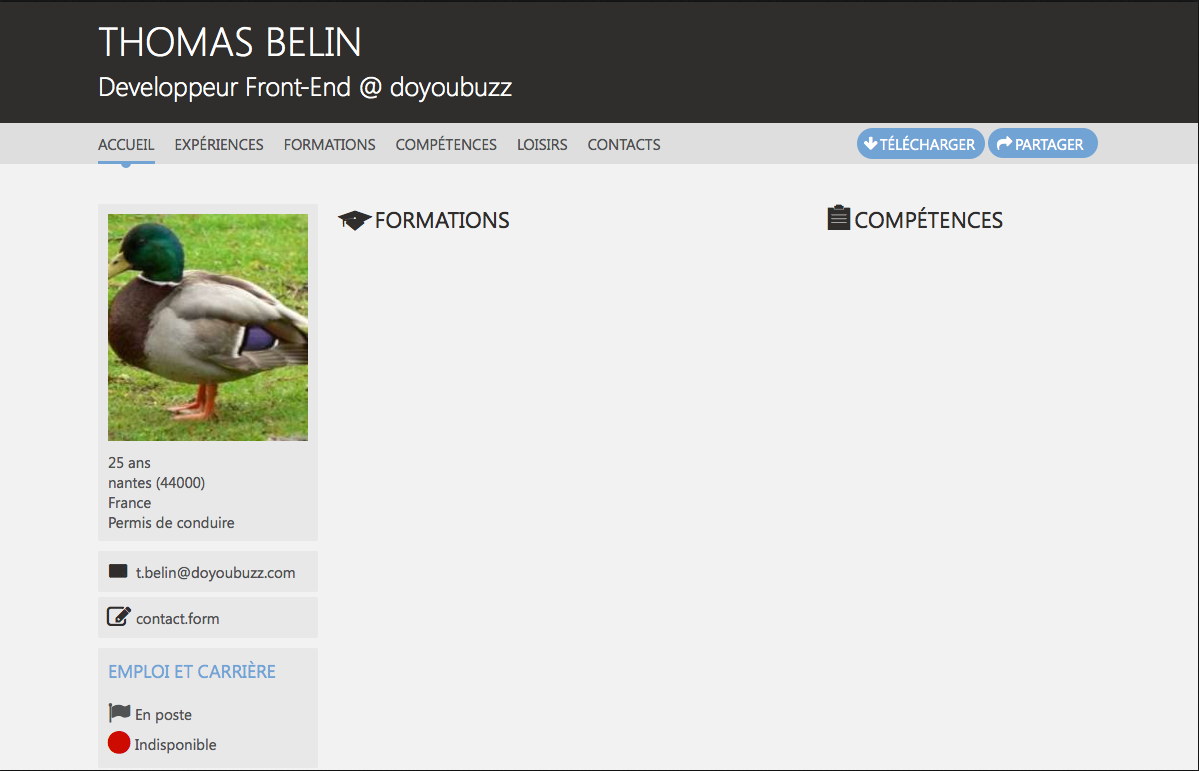 THOMAS BELIN
Developpeur Front-End @ doyoubuzz
ACCUEIL EXPÉRIENCES FORMATIONS COMPÉTENCES LOISIRS CONTACTS TÉLÉCHARGER PARTAGER
FORMATIONS
COMPÉTENCES
25 ans
nantes (44000)
France
Permis de conduire
t.belin@doyoubuzz.com
contact.form
EMPLOI ET CARRIÈRE
En poste
Indisponible